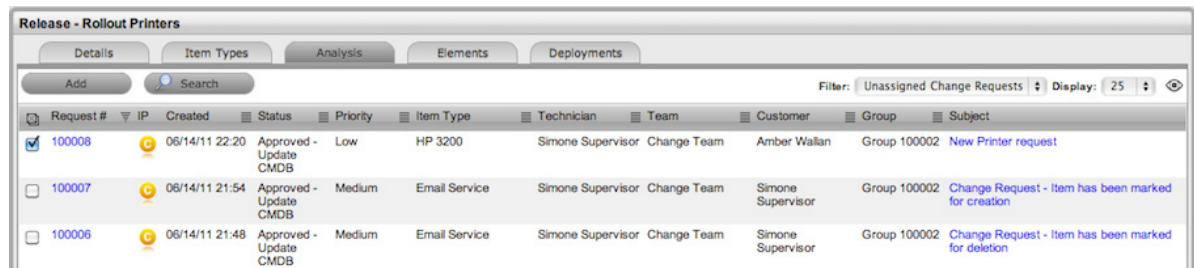 Release - Rollout Printers
Details Item Types Analysis Elements Deployments
Add Search Filter: Unassigned Change Requests Display: 25
Request # IP Created Status Priority Item Type Technician Team Customer Group Subject
100008 C 06/14/11 22:20 Approved - Low HP 3200 Simone Supervisor Change Team Amber Wallan Group 100002 New Printer request
Update
CMDB
100007 C 06/14/11 21:54 Approved - Medium Email Service Simone Supervisor Change Team Simone Group 100002 Change Request - Item has been marked
Update Supervisor for creation
CMDB
100006 C 06/14/11 21:48 Approved - Medium Email Service Simone Supervisor Change Team Simone Group 100002 Change Request - Item has been marked
Update Supervisor for deletion
CMDB